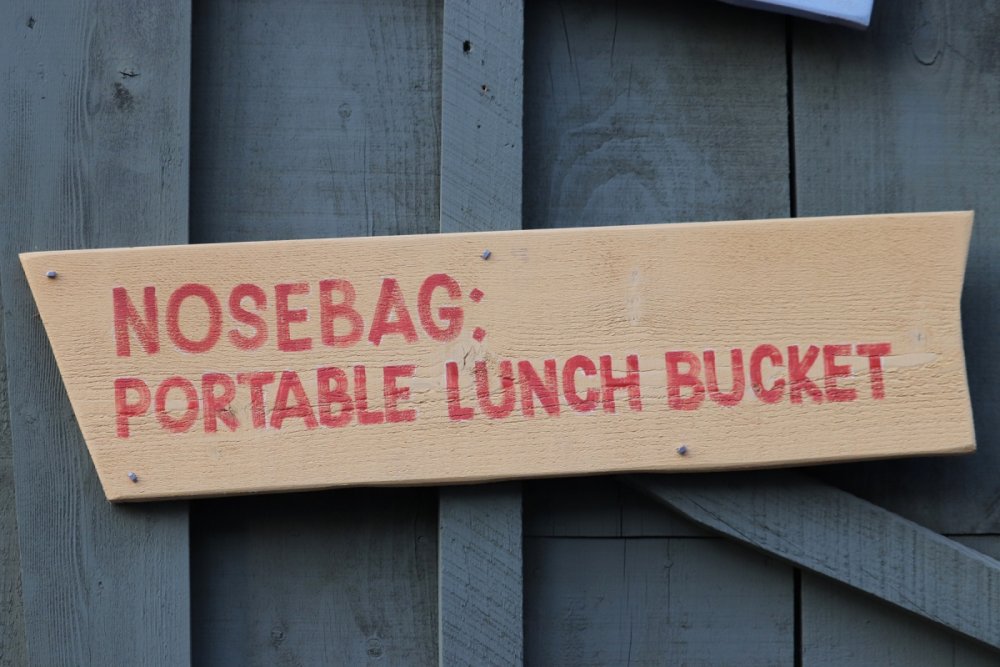 NOSEBAG:
PORTABLE LUNCH BUCKET